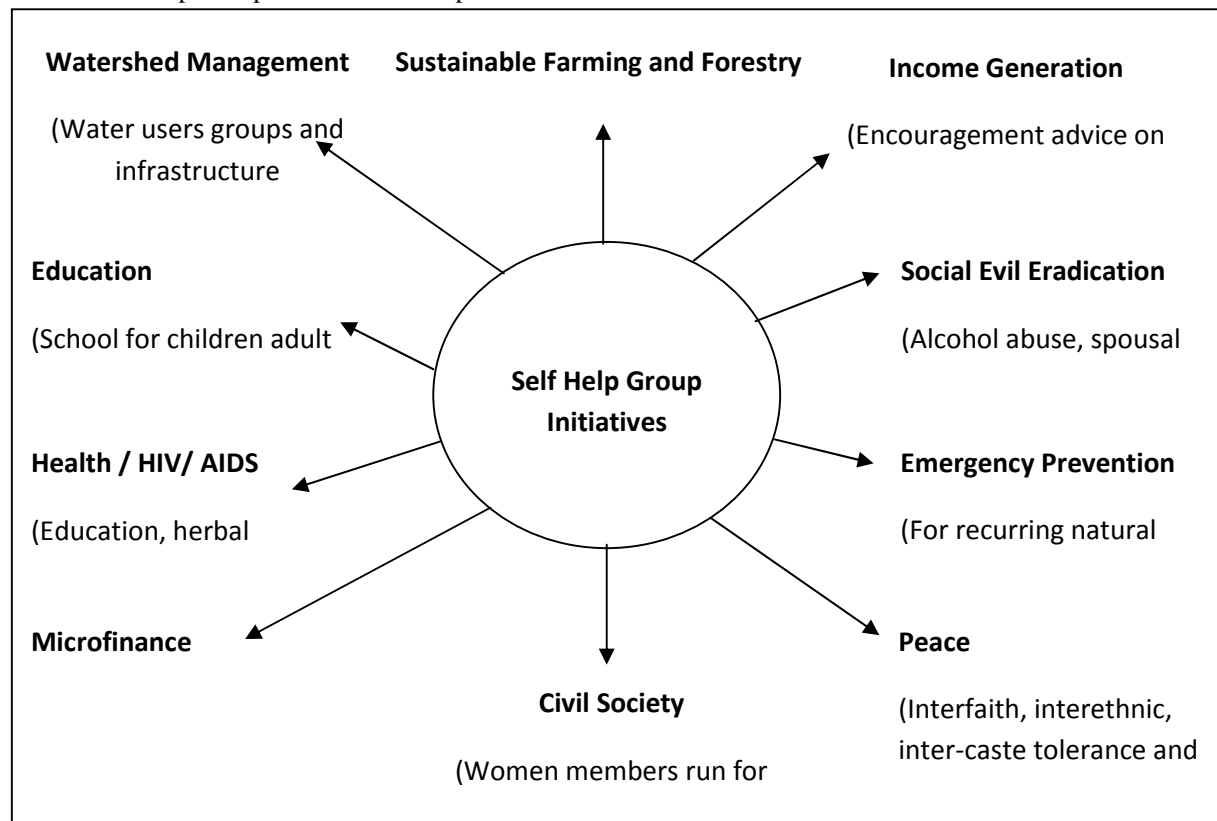 Watershed Management
(Water users groups and
infrastructure
Sustainable Farming and Forestry
Income Generation
(Encouragement advice on
Education
(School for children adult
Social Evil Eradication
(Alcohol abuse, spousal
Self Help Group
Initiatives
Health / HIV/ AIDS
(Education, herbal
Emergency Prevention
(For recurring natural
Microfinance
Civil Society
(Women members run for
Peace
(Interfaith, interethnic,
inter-caste tolerance and